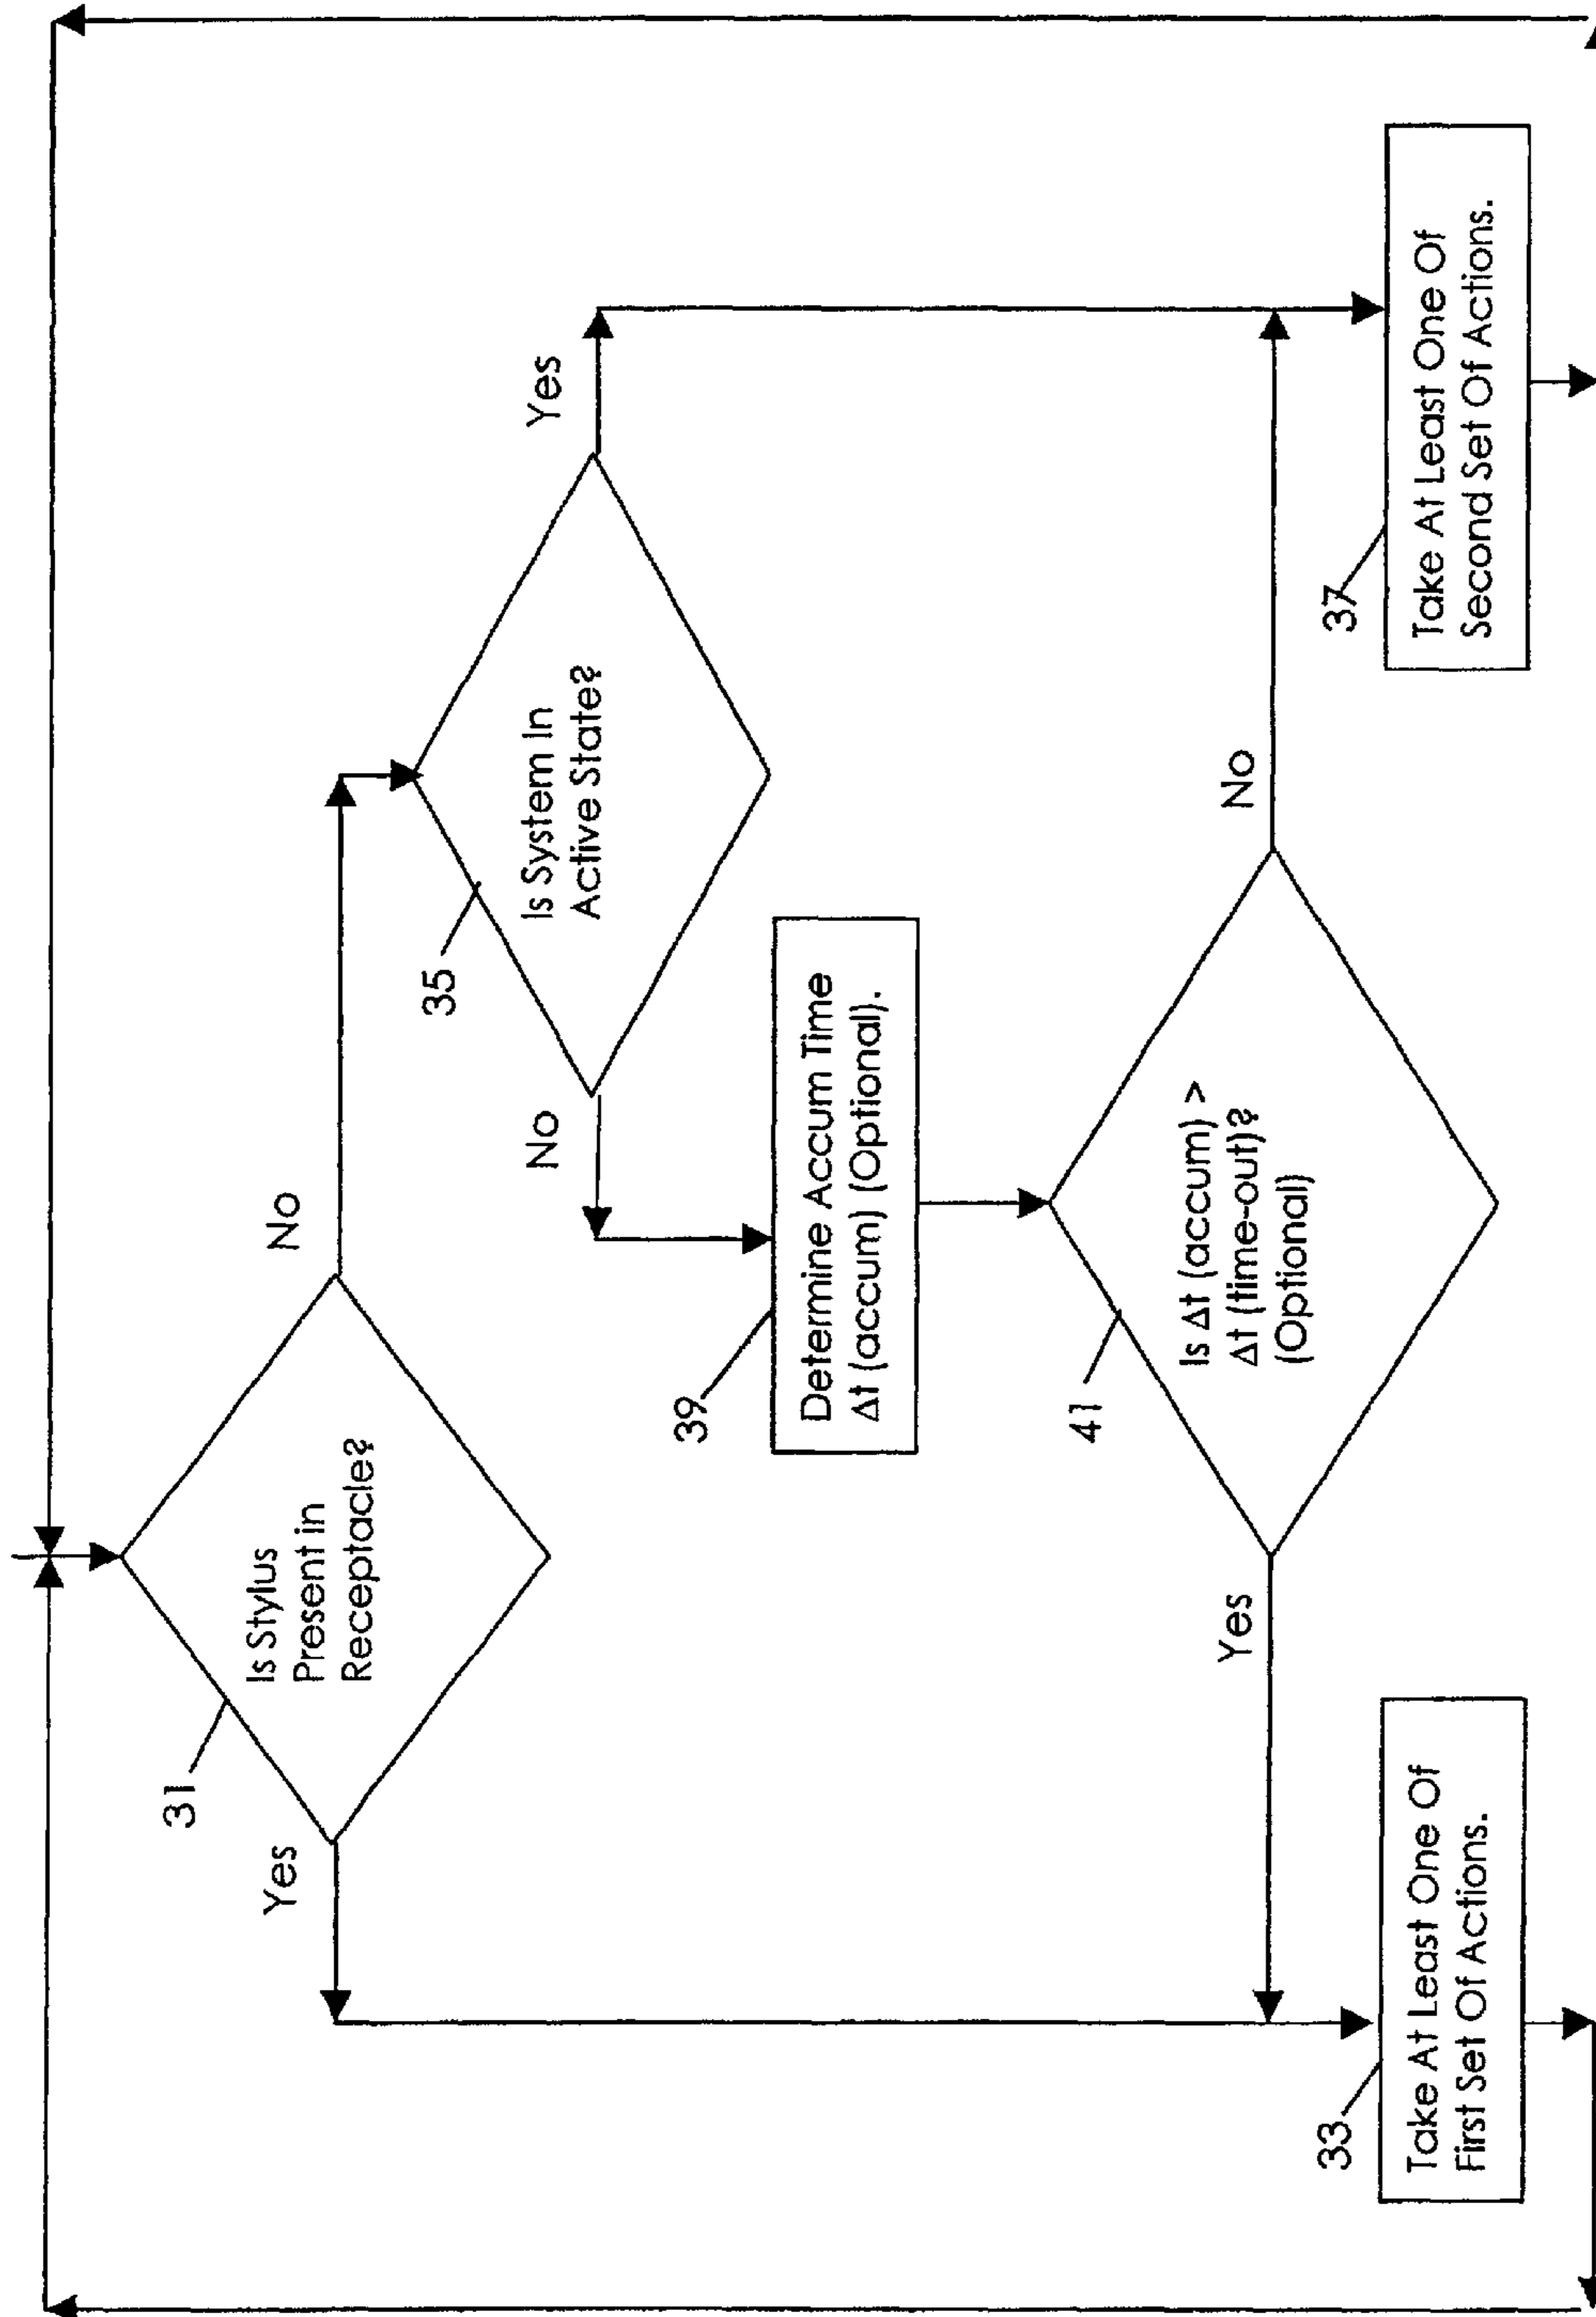 31
Is Stylus
Present in
Receptacle?
Yes
No
35
Is System In
Active State?
No
Yes
39
Determine Accum Time
Δt (accum) (Optional).
41
Is Δt (accum) >
Δt (time-out)?
(Optional)
Yes
No
33
Take At Least One Of
First Set Of Actions.
37
Take At Least One Of
Second Set Of Actions.